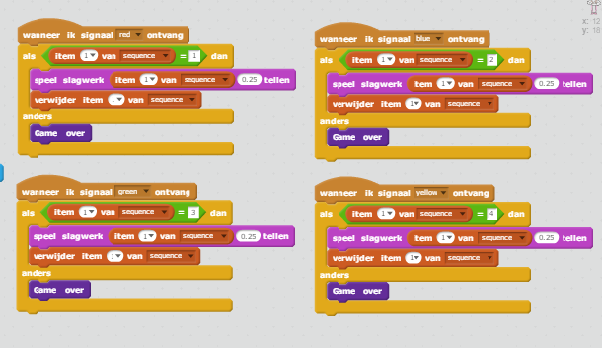 wanneer ik signaal red ontvang
als item 1 van sequence = 1 dan
speel slagwerk item 1 van sequence 0.25 tellen
verwijder item van sequence
anders
Game over
wanneer ik signaal blue ontvang
als item 1 van sequence = 2 dan
speel slagwerk item 1 van sequence 0.25 tellen
verwijder item 1 van sequence
anders
Game over
wanneer ik signaal green ontvang
als item 1 van sequence = 3 dan
speel slagwerk item 1 van sequence 0.25 tellen
verwijder item van sequence
anders
Game over
wanneer ik signaal yellow ontvang
als item 1 van sequence = 4 dan
speel slagwerk item 1 van sequence 0.25 tellen
verwijder item 1 van sequence
anders
Game over
x: 12
y: 10